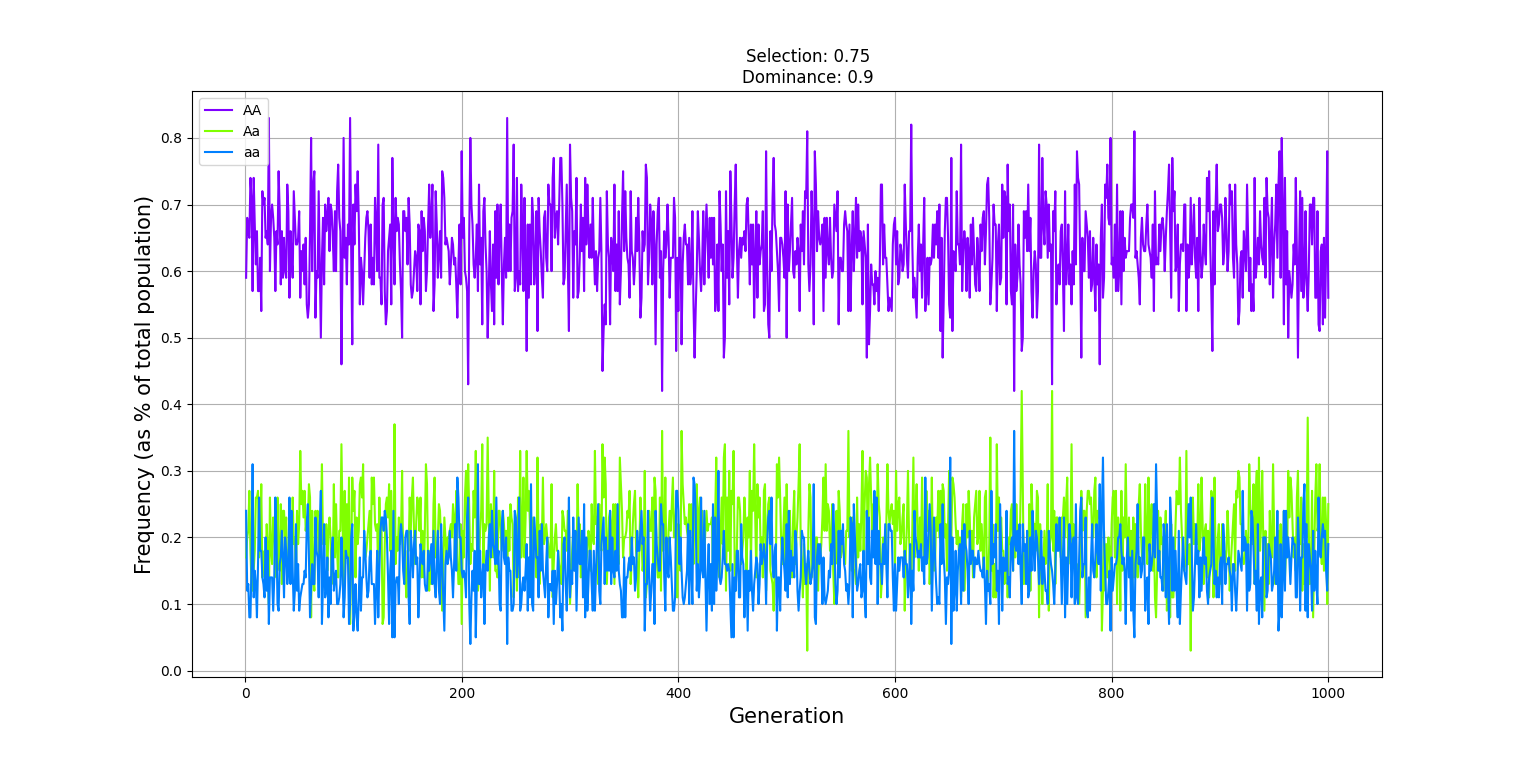 Selection: 0.75
Dominance: 0.9
AA
Aa
aa
Frequency (as % of total population)
0.8
0.7
0.6
0.5
0.4
0.3
0.2
0.1
0.0
0 200 400 600 800 1000
Generation